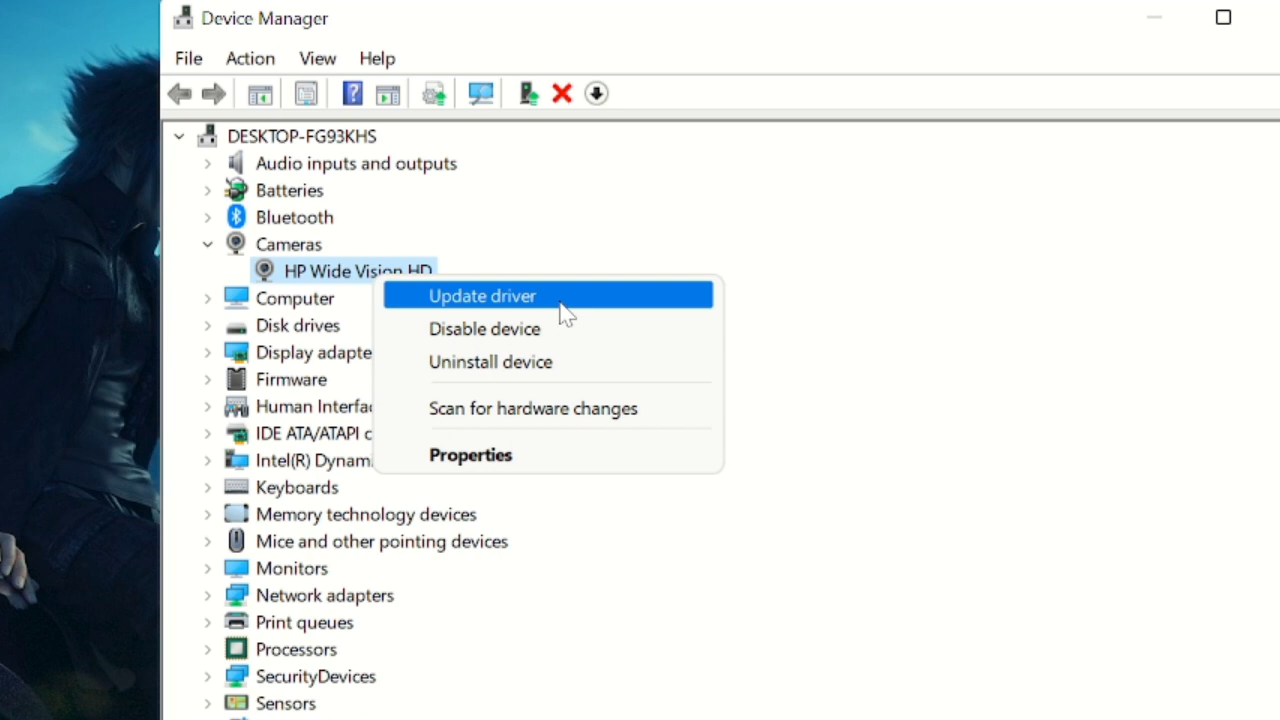 Device Manager
File Action View Help
DESKTOP-FG93KHS
Audio inputs and outputs
Batteries
Bluetooth
Cameras
HP Wide Vision HD
Update driver
Disable device
Uninstall device
Scan for hardware changes
Properties
Computer
Disk drives
Display adapte
Firmware
Human Interfac
IDE ATA/ATAPI c
Intel(R) Dynami
Keyboards
Memory technology devices
Mice and other pointing devices
Monitors
Network adapters
Print queues
Processors
SecurityDevices
Sensors